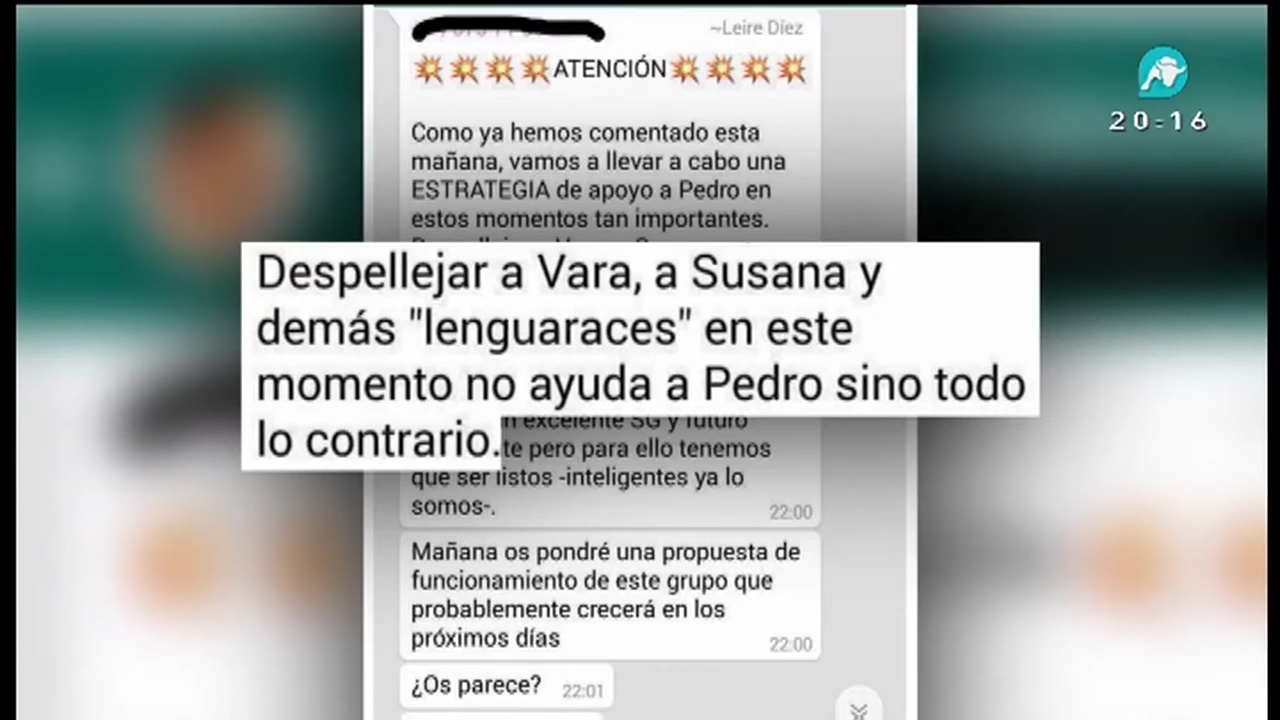 ~Leire Díez
💥💥💥💥ATENCIÓN💥💥💥💥
20:16
Como ya hemos comentado esta
mañana, vamos a llevar a cabo una
ESTRATEGIA de apoyo a Pedro en
estos momentos tan importantes.
Despellejar a Vara, a Susana y
demás "lenguaraces" en este
momento no ayuda a Pedro sino todo
lo contrario.
excelente SG y futuro
pero para ello tenemos
que ser listos -inteligentes ya lo
somos-.
22:00
Mañana os pondré una propuesta de
funcionamiento de este grupo que
probablemente crecerá en los
próximos días
22:00
¿Os parece? 22:01